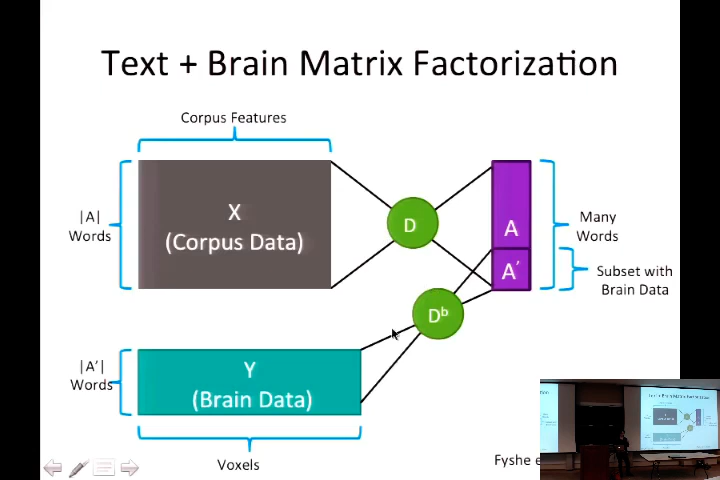 Text + Brain Matrix Factorization
Corpus Features
|A|
Words
X
(Corpus Data)
D
A
A′
Many
Words
Subset with
Brain Data
Dᵇ
|A′|
Words
Y
(Brain Data)
Voxels
Fyshe